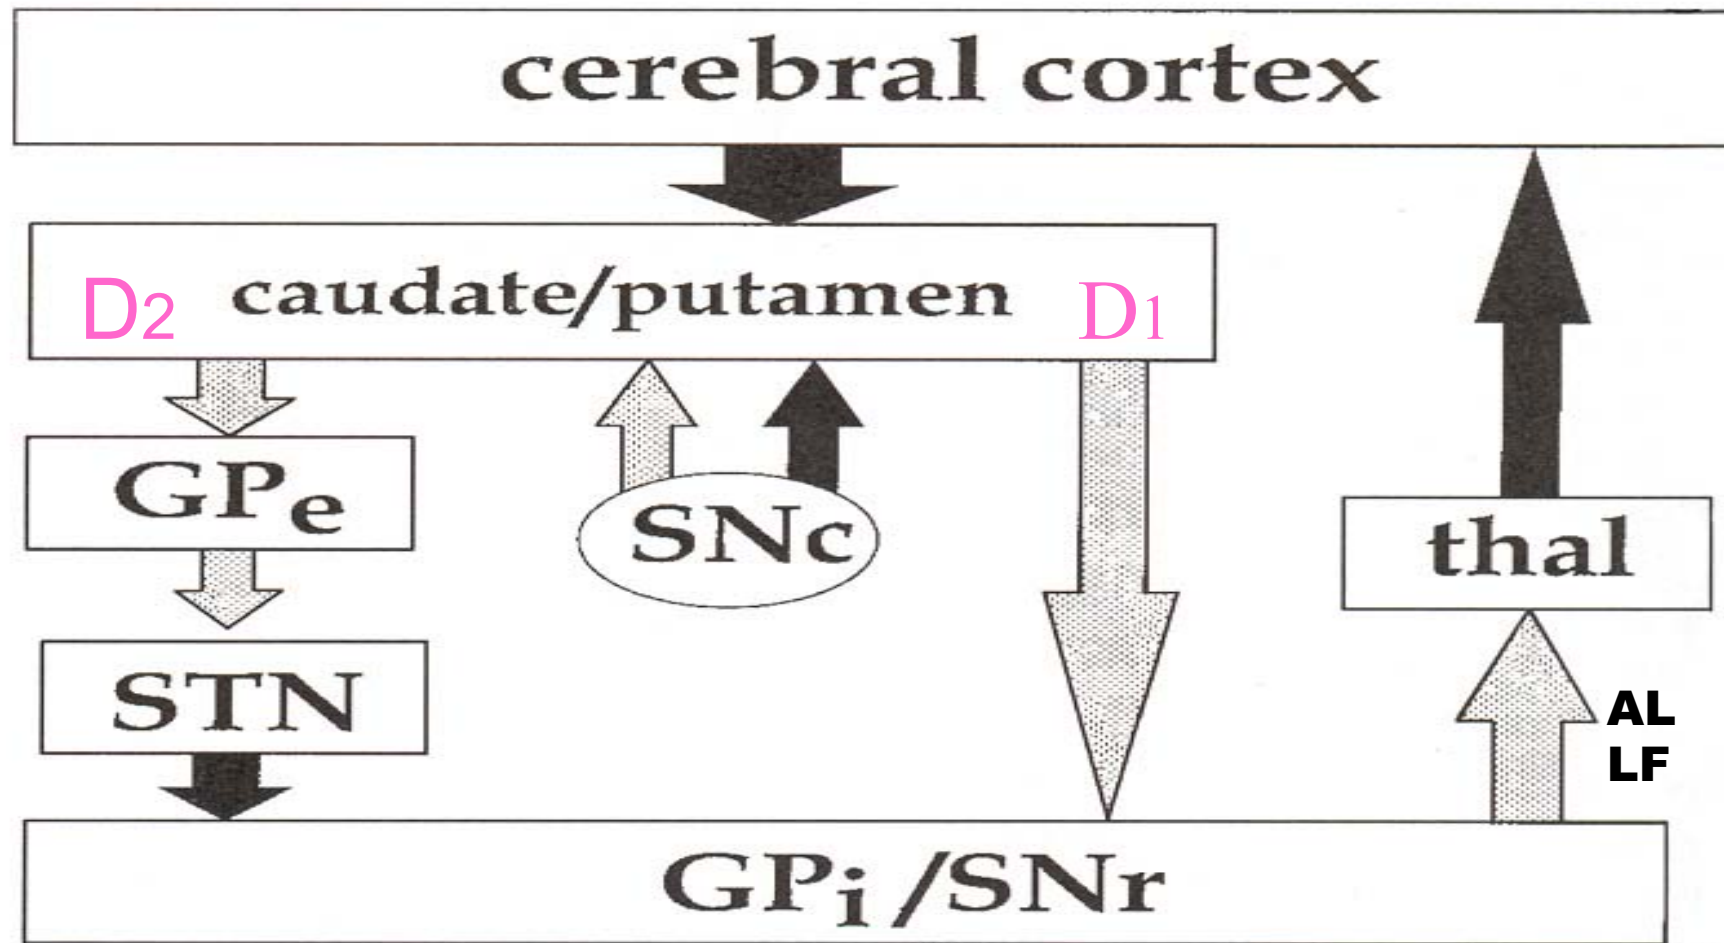 cerebral cortex
D2 caudate/putamen D1
GPe
SNc
thal
STN
AL
LF
GPi/SNr